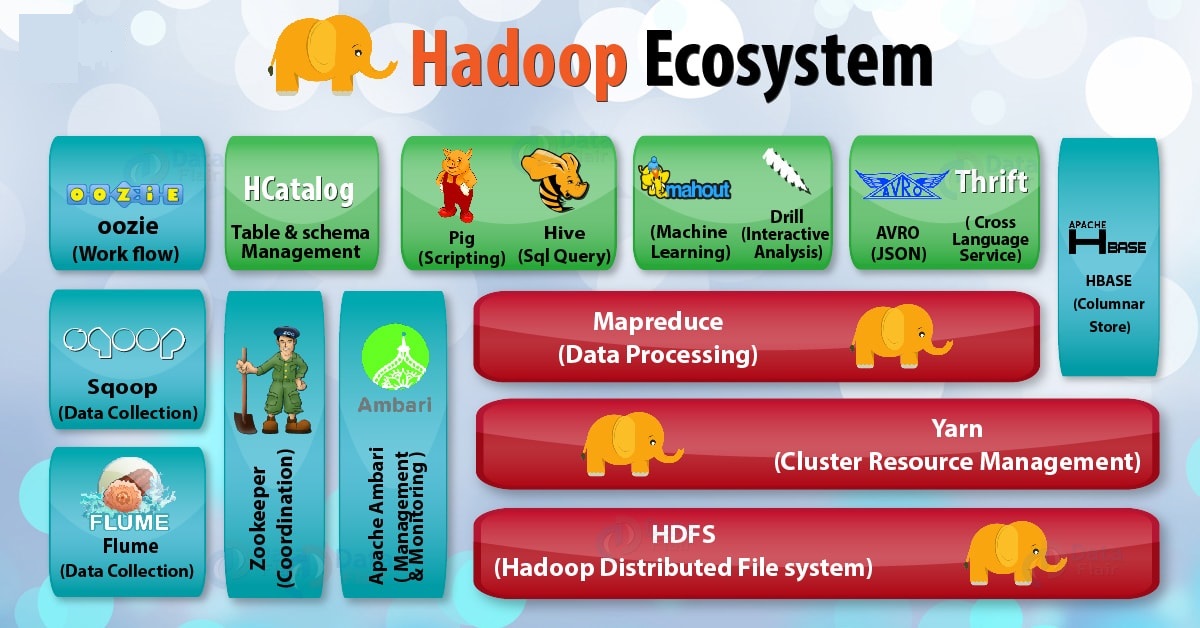 Hadoop Ecosystem
OOZiE
oozie
(Work flow)
HCatalog
Table & schema
Management
Pig
(Scripting)
Hive
(Sql Query)
mahout
(Machine
Learning)
Drill
(Interactive
Analysis)
AVRO
AVRO
(JSON)
Thrift
( Cross
Language
Service)
APACHE
HBASE
HBASE
(Columnar
Store)
sqoop
Sqoop
(Data Collection)
FLUME
Flume
(Data Collection)
ZOO
Zookeeper
(Coordination)
Ambari
Apache Ambari
( Management
& Monitoring )
Mapreduce
(Data Processing)
Yarn
(Cluster Resource Management)
HDFS
(Hadoop Distributed File system)
Data
Flair